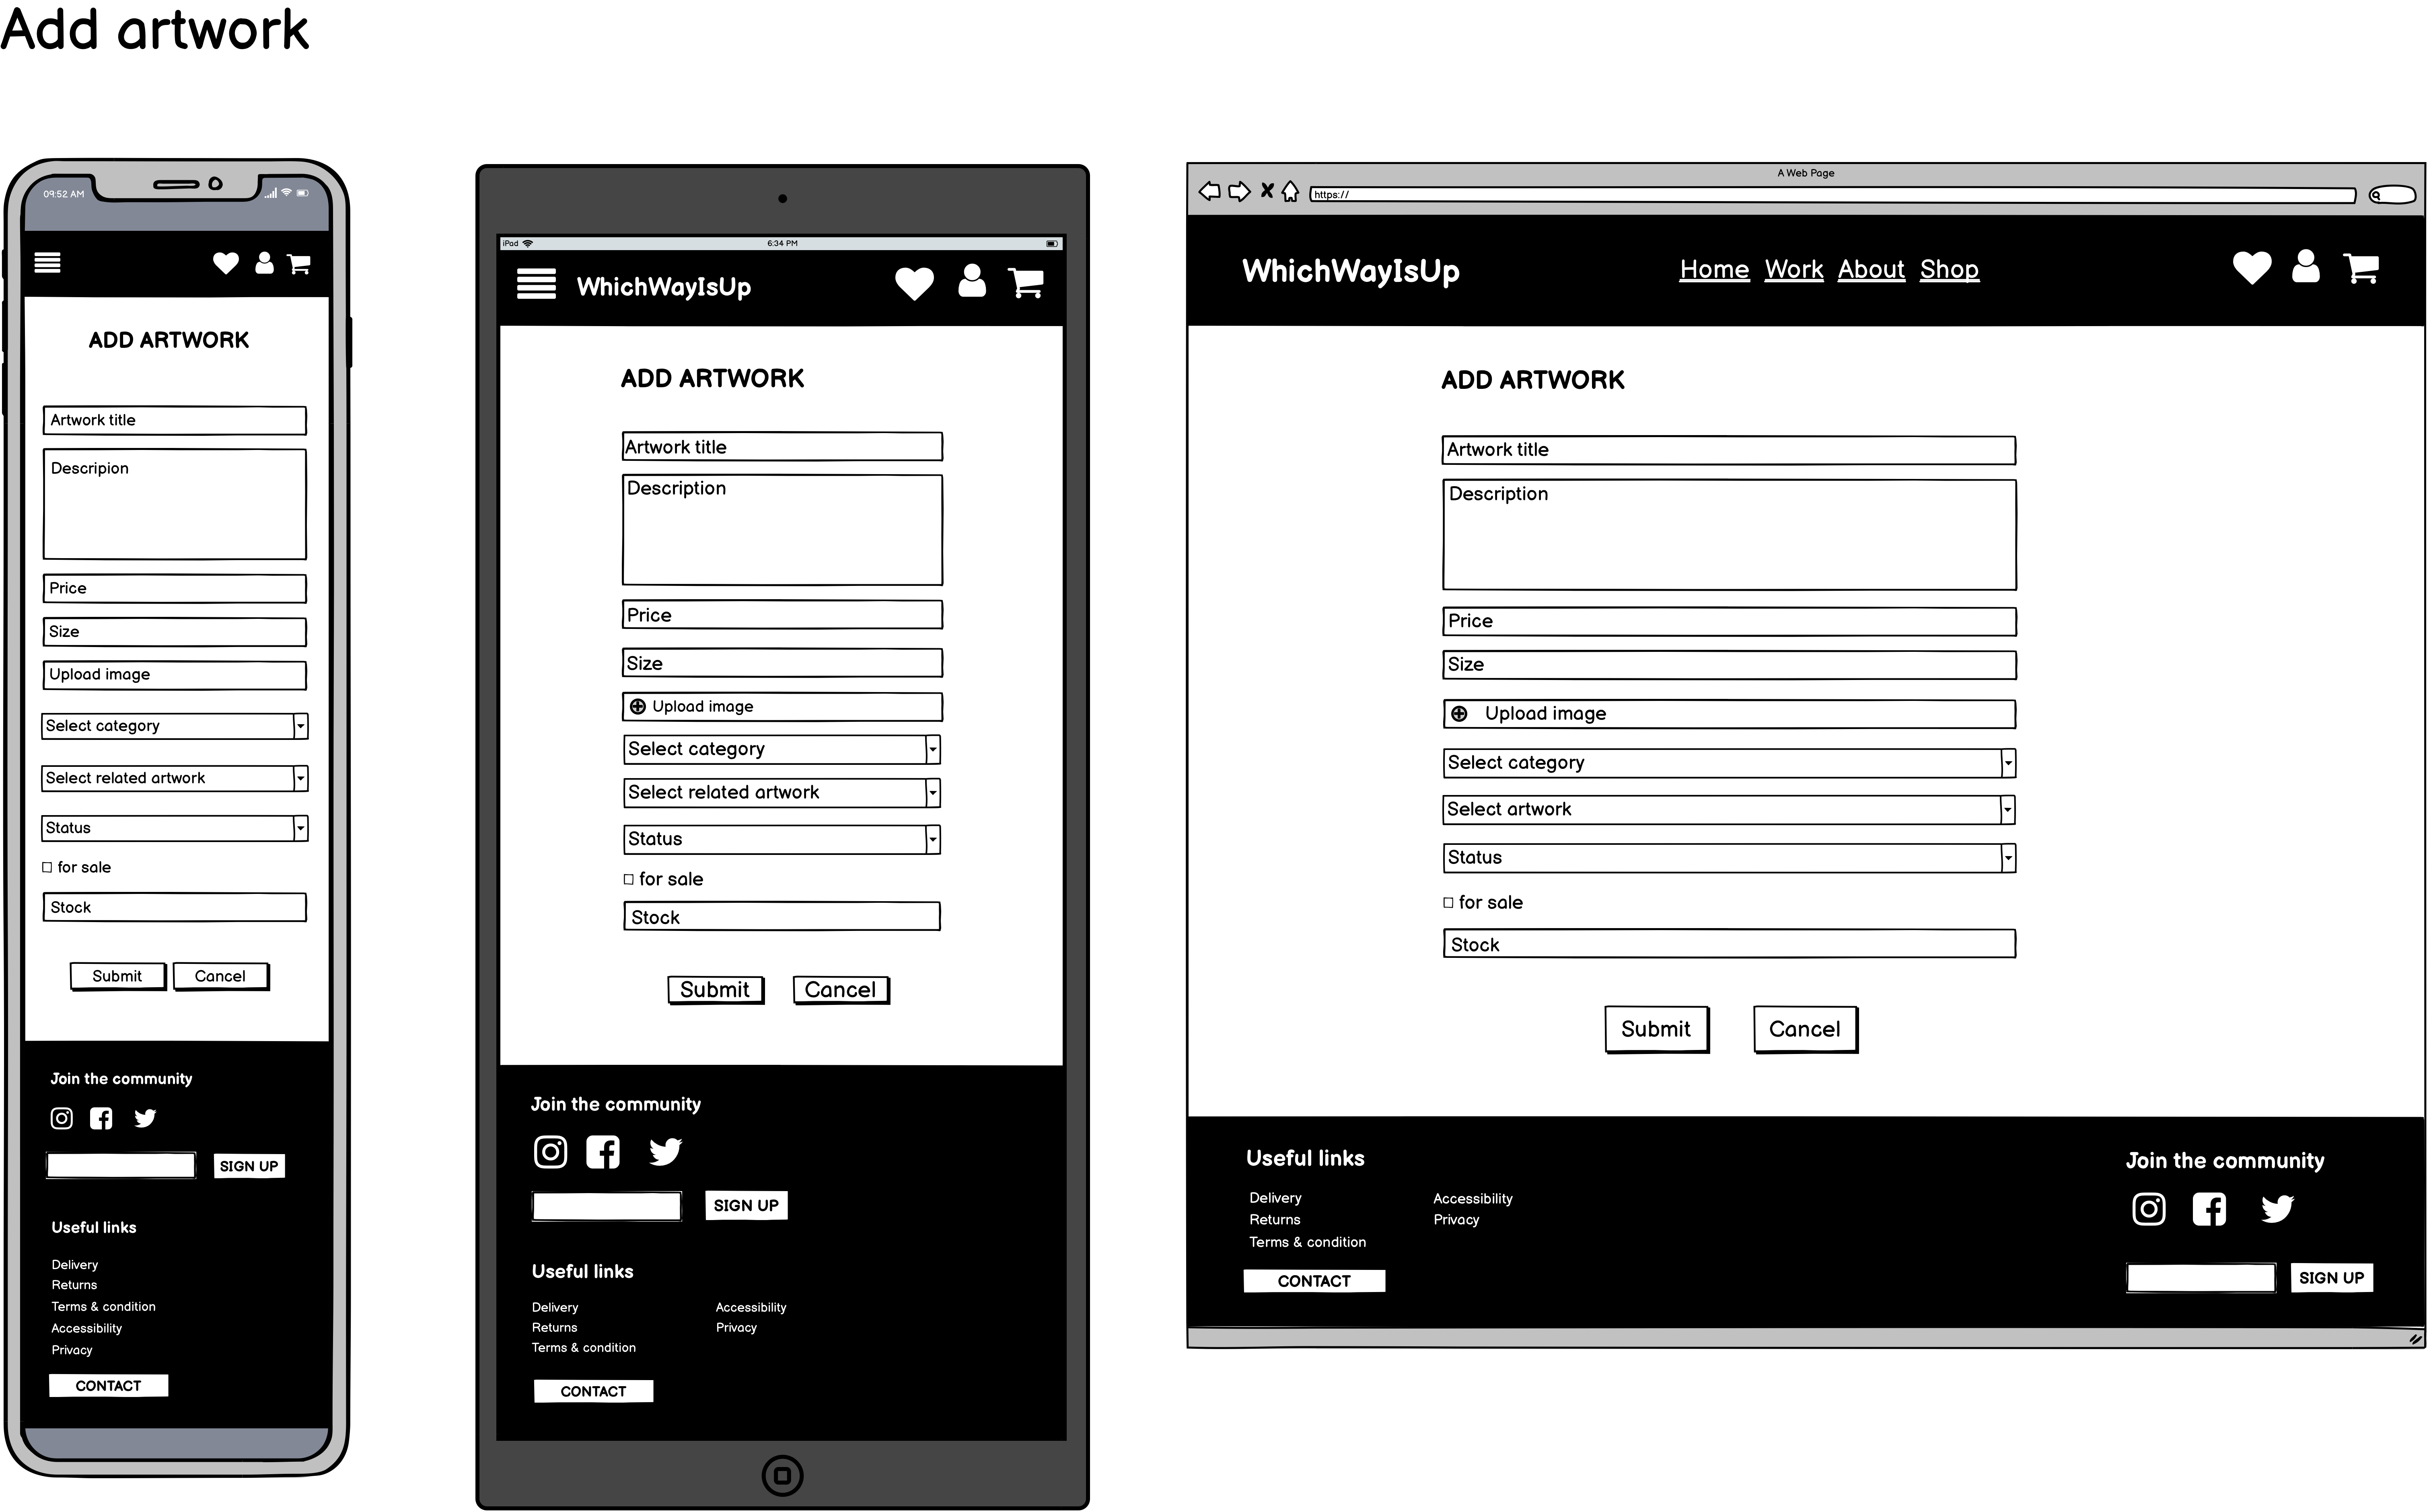 Add artwork
09:52 AM
ADD ARTWORK
Artwork title
Descripion
Price
Size
Upload image
Select category
Select related artwork
Status
for sale
Stock
Submit Cancel
Join the community
SIGN UP
Useful links
Delivery
Returns
Terms & condition
Accessibility
Privacy
CONTACT
iPad 6:34 PM
WhichWayIsUp
ADD ARTWORK
Artwork title
Description
Price
Size
Upload image
Select category
Select related artwork
Status
for sale
Stock
Submit Cancel
Join the community
SIGN UP
Useful links
Delivery Accessibility
Returns Privacy
Terms & condition
CONTACT
A Web Page
https://
WhichWayIsUp Home Work About Shop
ADD ARTWORK
Artwork title
Description
Price
Size
Upload image
Select category
Select artwork
Status
for sale
Stock
Submit Cancel
Useful links
Delivery Accessibility
Returns Privacy
Terms & condition
CONTACT
Join the community
SIGN UP